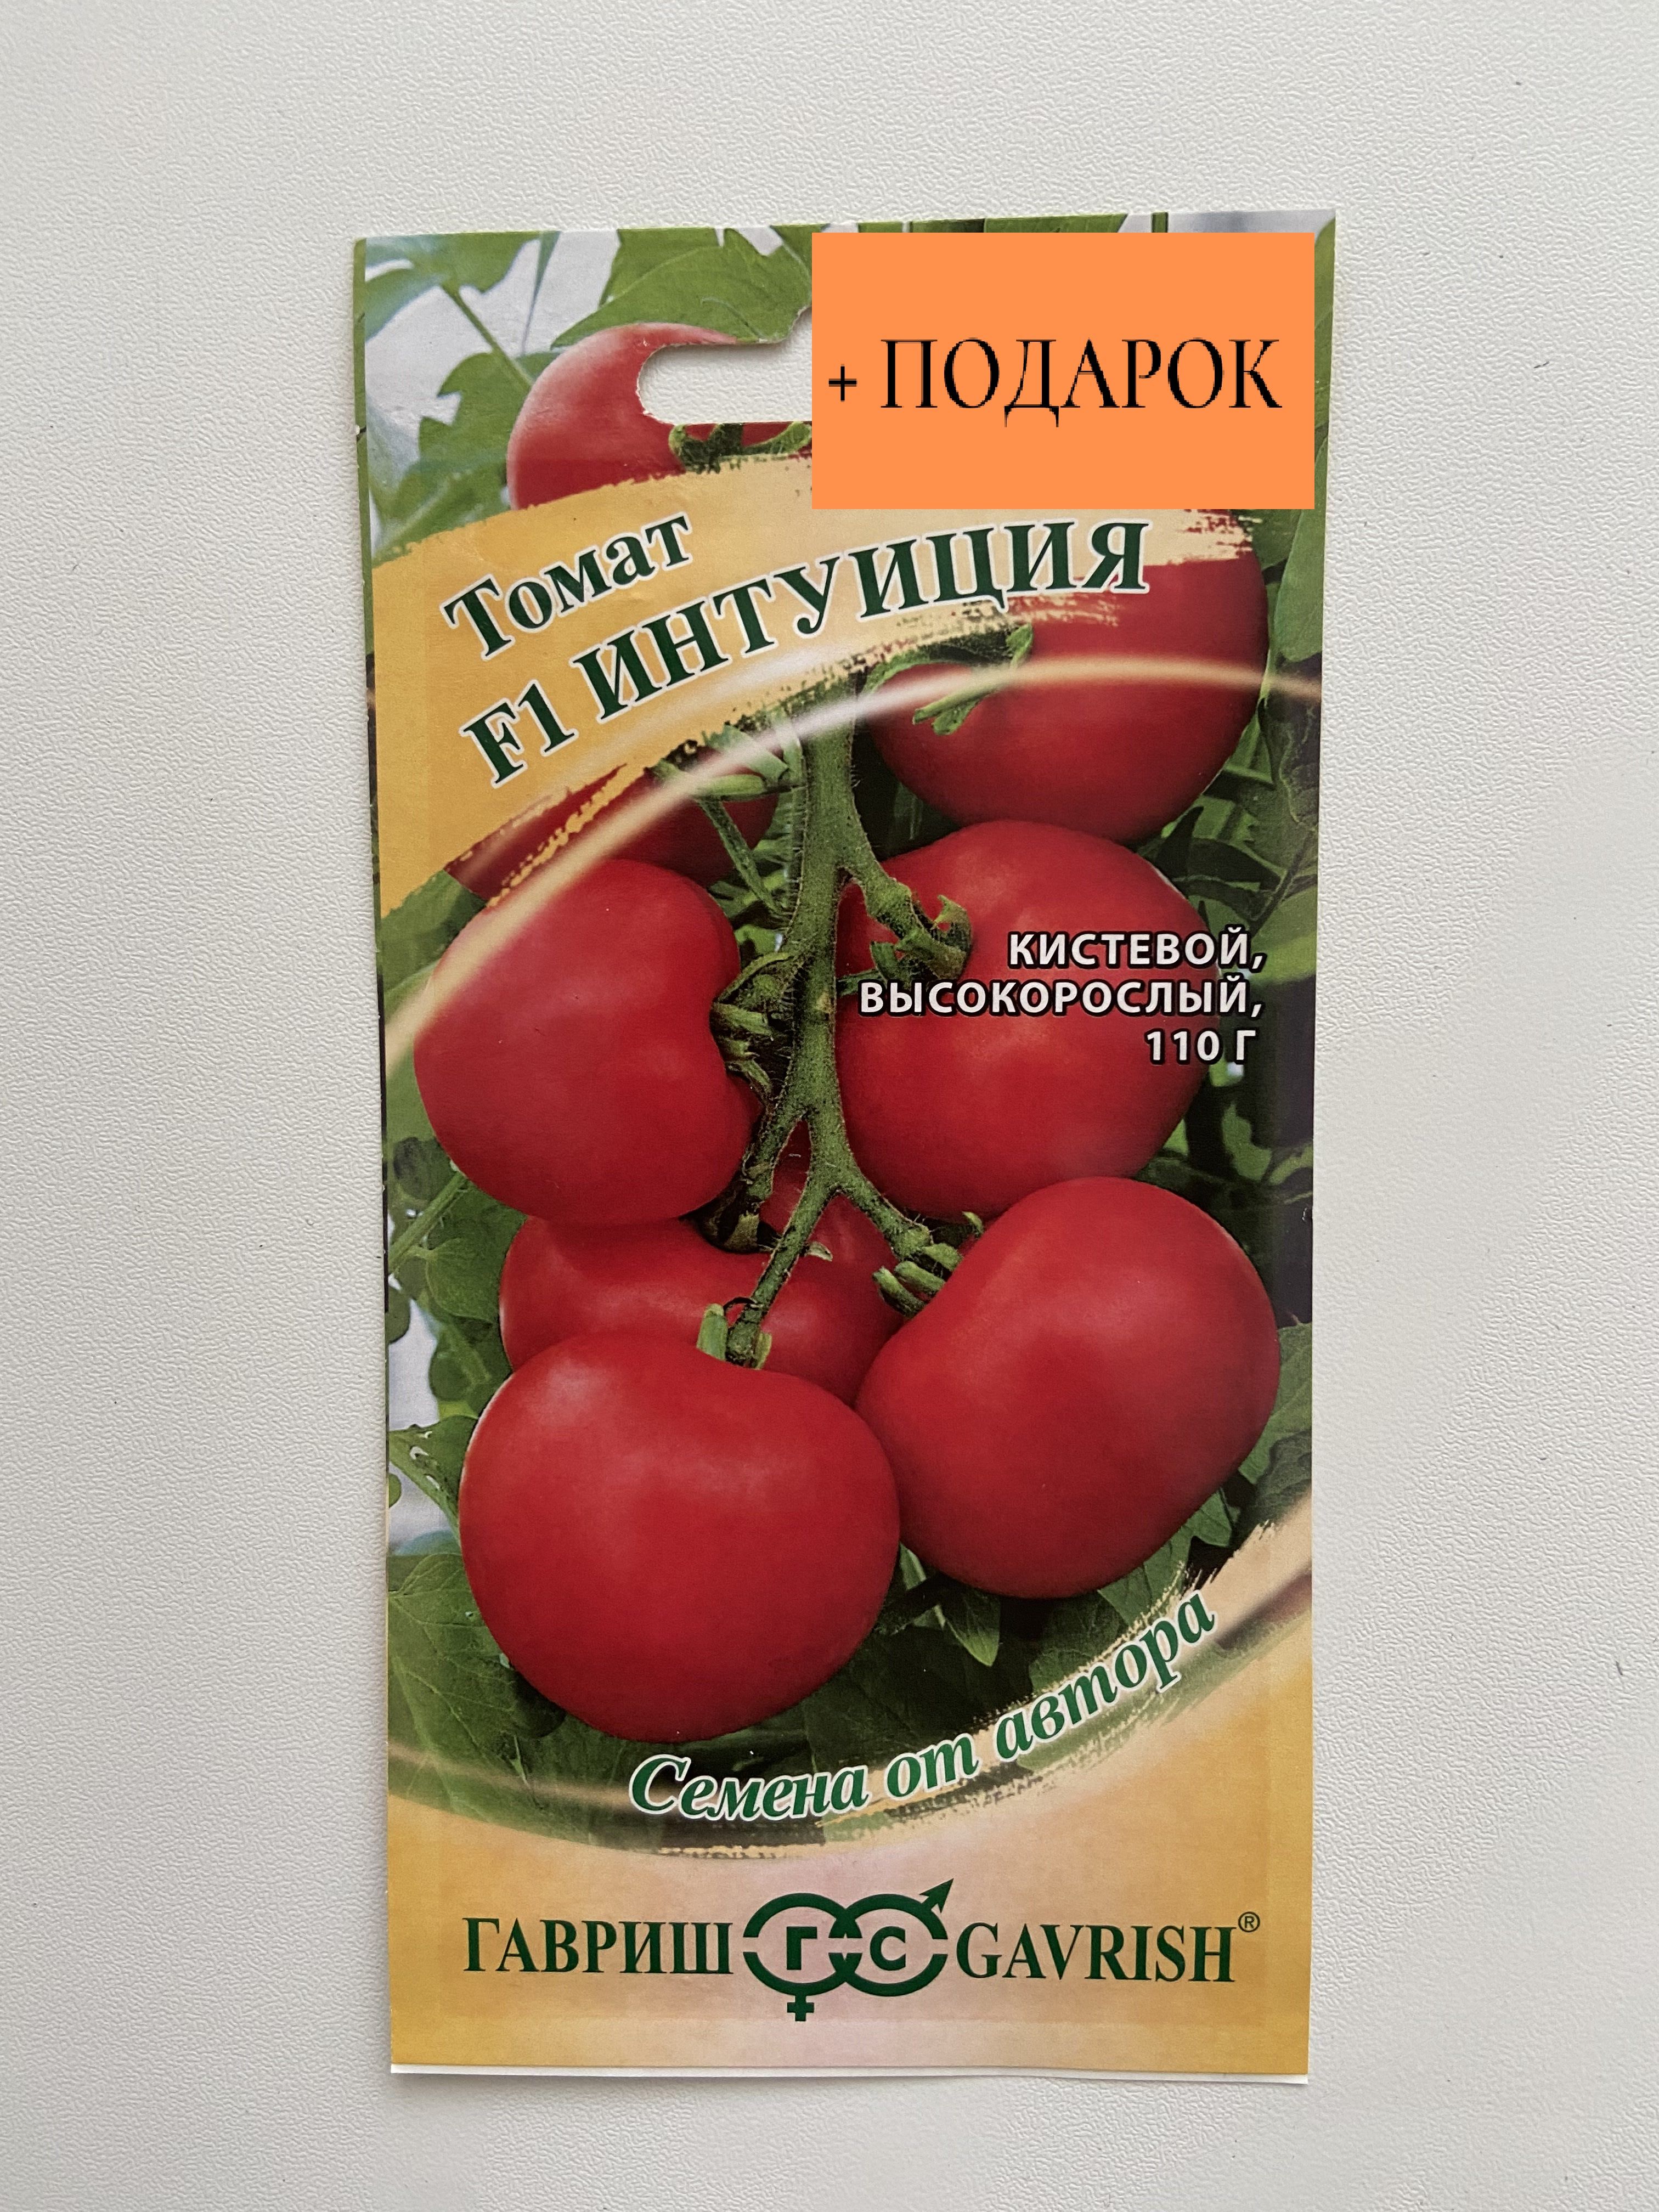 + ПОДАРОК
Томат
F1 ИНТУИЦИЯ
КИСТЕВОЙ,
ВЫСОКОРОСЛЫЙ,
110 Г
Семена от автора
ГАВРИШ ГС GAVRISH®